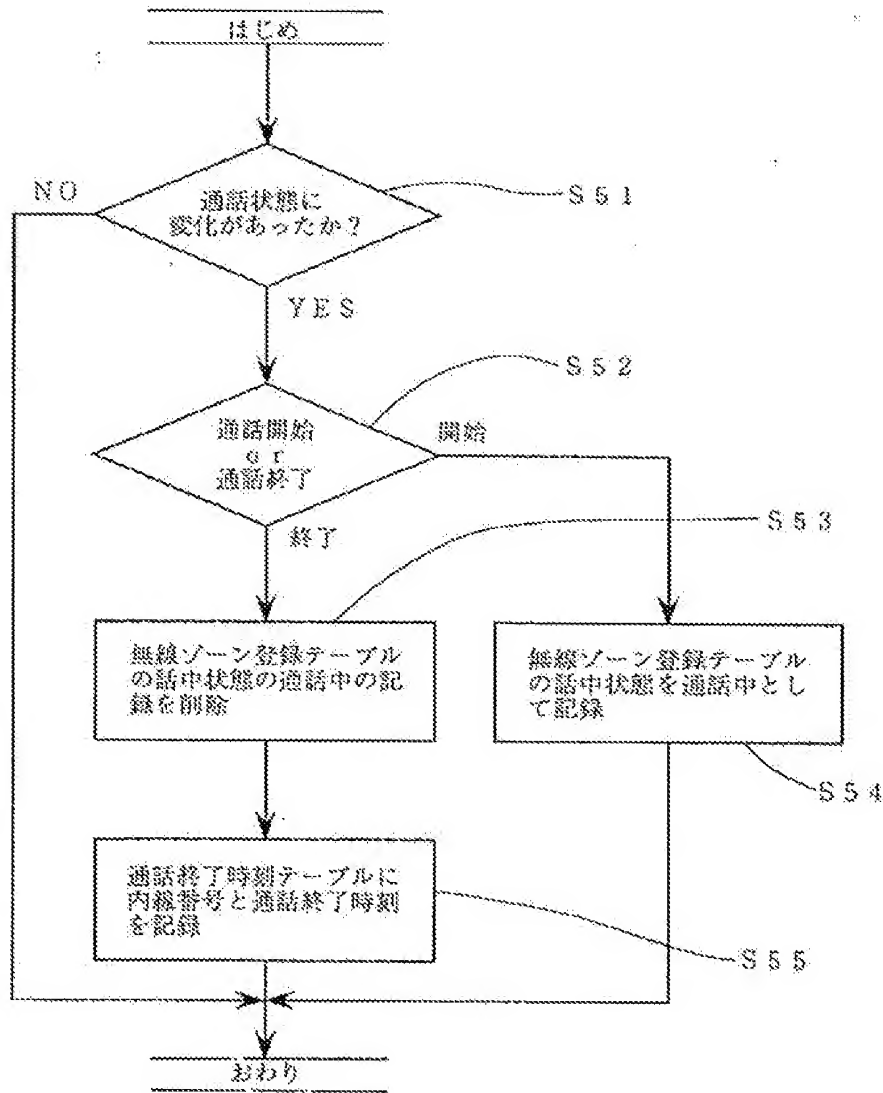 はじめ
NO
通話状態に
変化があったか？
S51
YES
S52
通話開始
or
通話終了
開始
終了
S53
無線ゾーン登録テーブル
の話中状態の通話中の記
録を削除
無線ゾーン登録テーブル
の話中状態を通話中とし
て記録
S54
通話終了時刻テーブルに
内線番号と通話終了時刻
を記録
S55
おわり